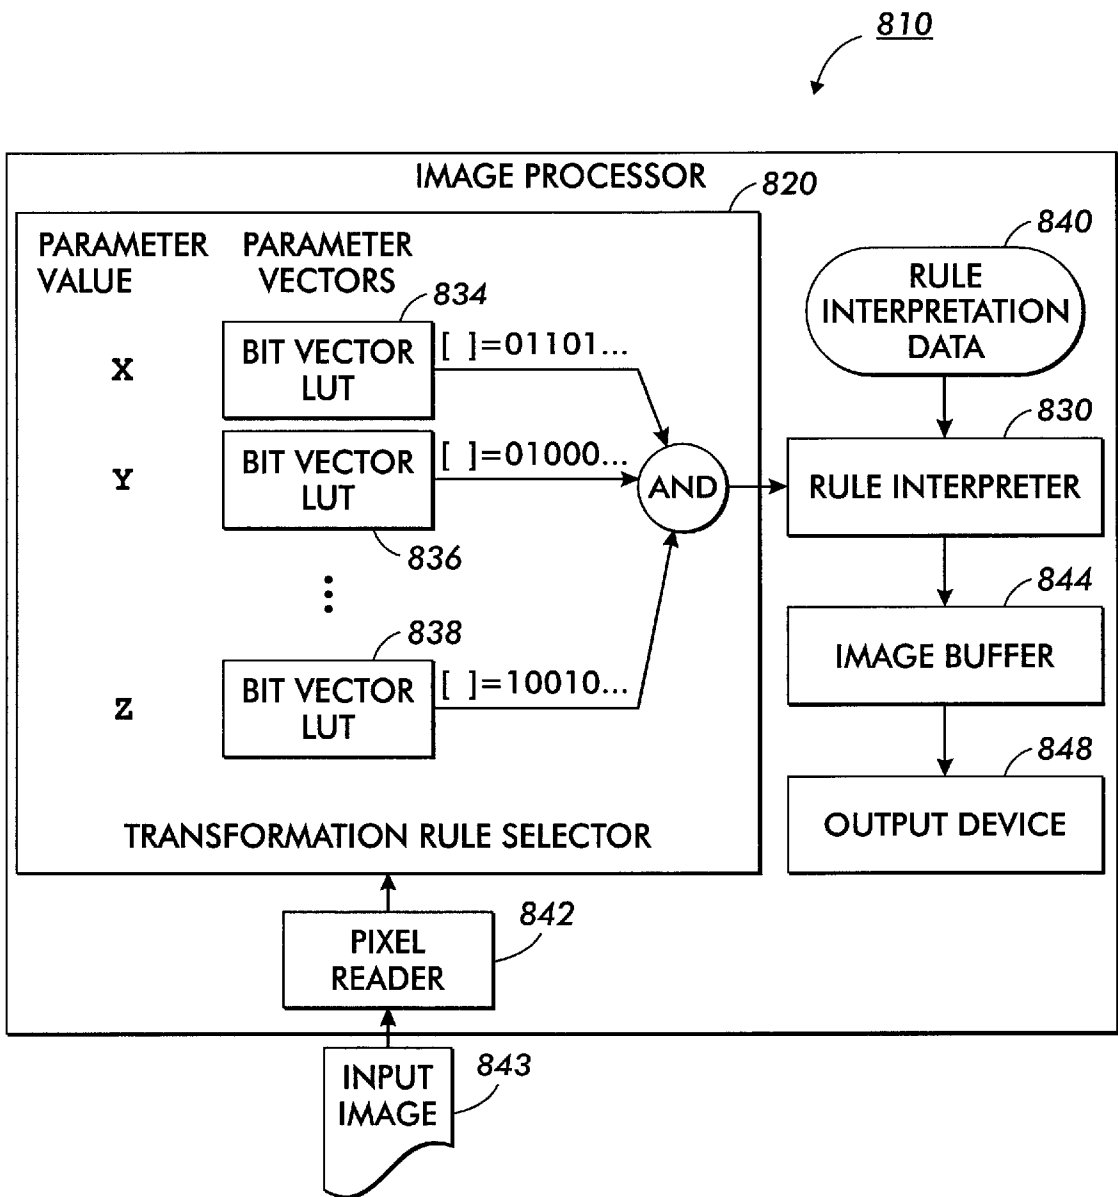 810
IMAGE PROCESSOR
820
PARAMETER
VALUE
PARAMETER
VECTORS
834
X
BIT VECTOR
LUT
[ ]=01101...
Y
BIT VECTOR
LUT
[ ]=01000...
836
AND
838
Z
BIT VECTOR
LUT
[ ]=10010...
TRANSFORMATION RULE SELECTOR
840
RULE
INTERPRETATION
DATA
830
RULE INTERPRETER
844
IMAGE BUFFER
848
OUTPUT DEVICE
842
PIXEL
READER
843
INPUT
IMAGE